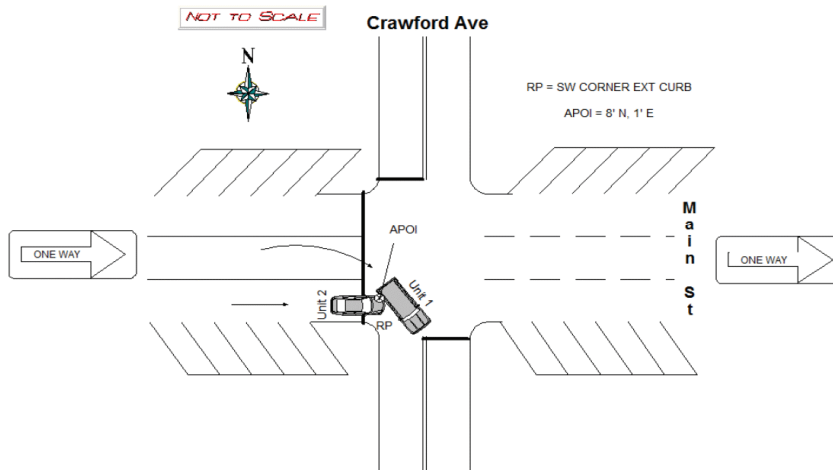 NOT TO SCALE
Crawford Ave
N
RP = SW CORNER EXT CURB
APOI = 8' N, 1' E
APOI
ONE WAY
Main St
ONE WAY
Unit 2
Unit 1
RP